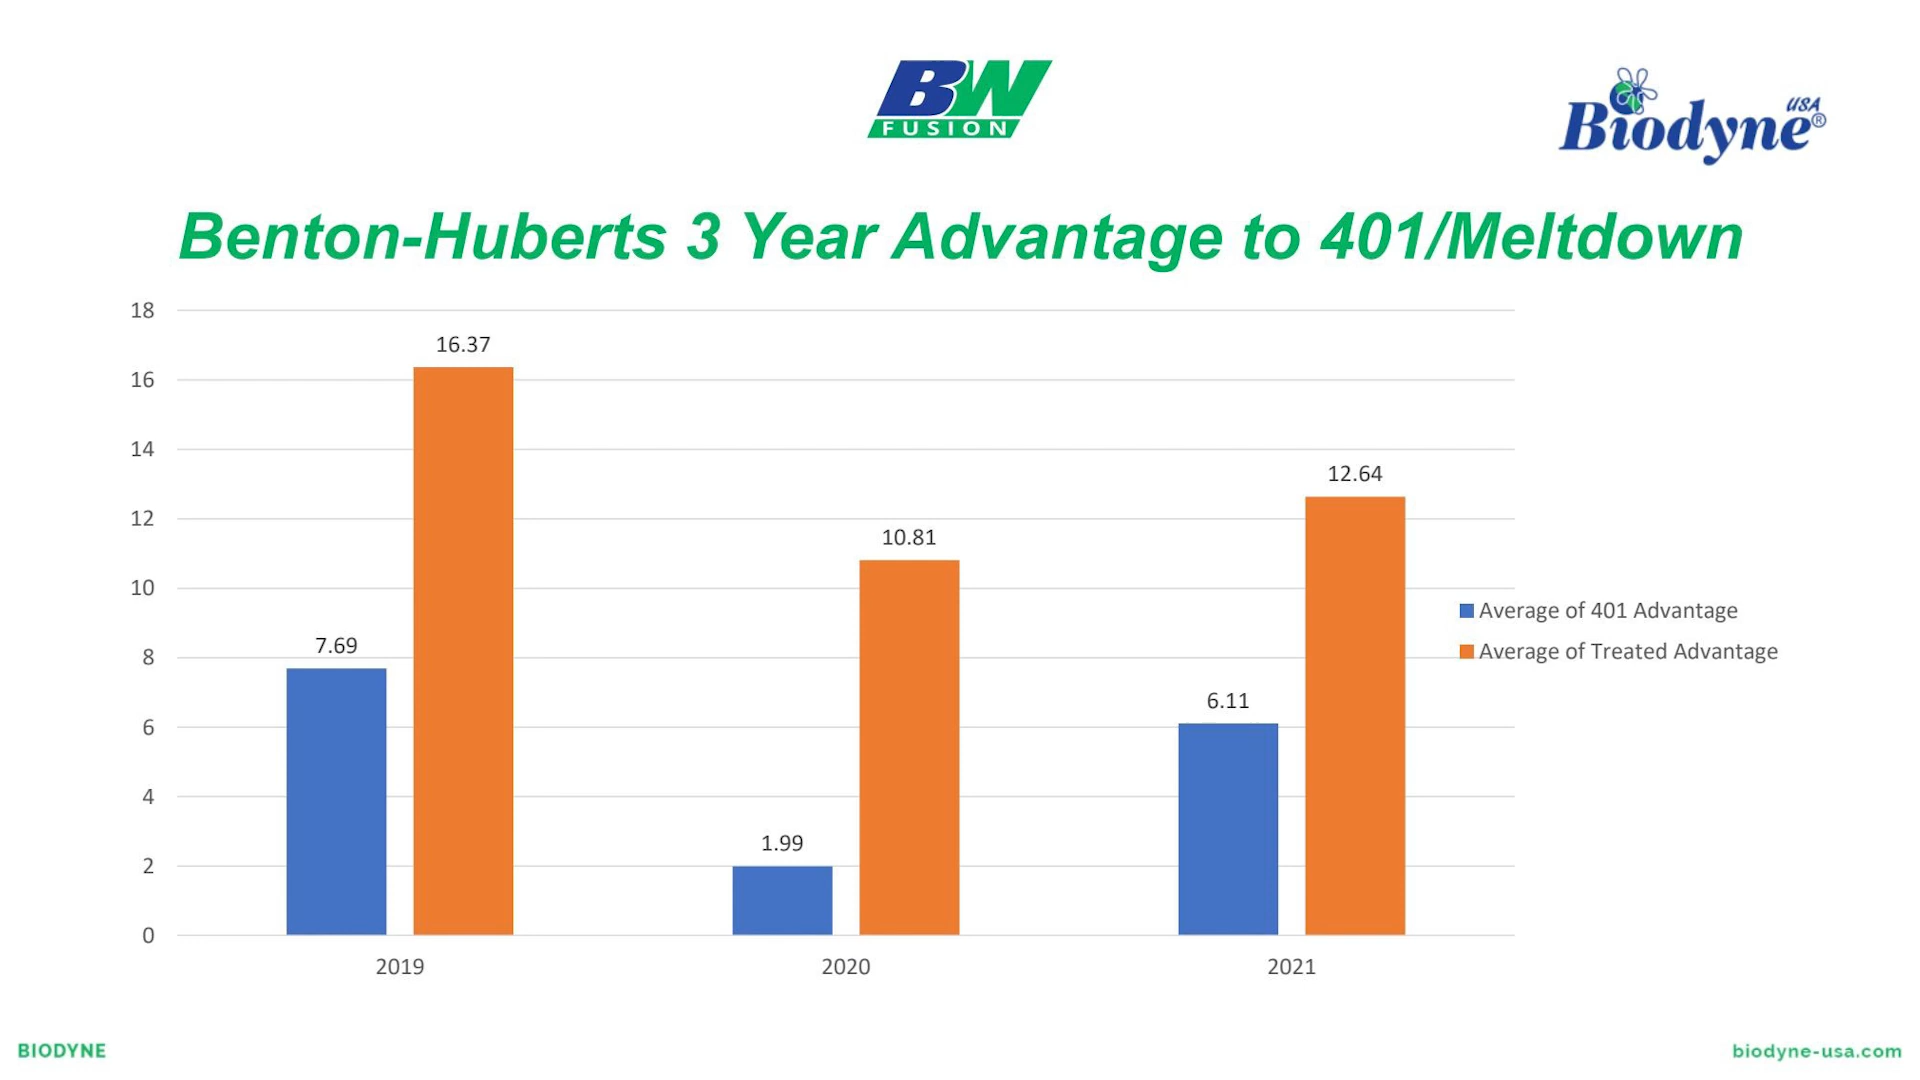 BW
FUSION
Biodyne USA®
Benton-Huberts 3 Year Advantage to 401/Meltdown
18
16
14
12
10
8
6
4
2
0
7.69
16.37
1.99
10.81
6.11
12.64
2019
2020
2021
Average of 401 Advantage
Average of Treated Advantage
BIODYNE
biodyne-usa.com